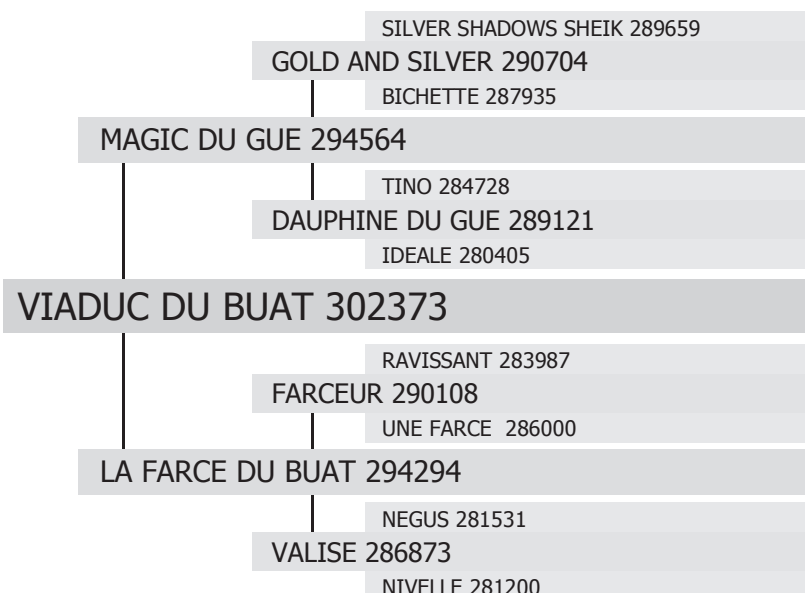 SILVER SHADOWS SHEIK 289659
GOLD AND SILVER 290704
BICHETTE 287935
MAGIC DU GUE 294564
TINO 284728
DAUPHINE DU GUE 289121
IDEALE 280405
VIADUC DU BUAT 302373
RAVISSANT 283987
FARCEUR 290108
UNE FARCE 286000
LA FARCE DU BUAT 294294
NEGUS 281531
VALISE 286873
NIVELLE 281200